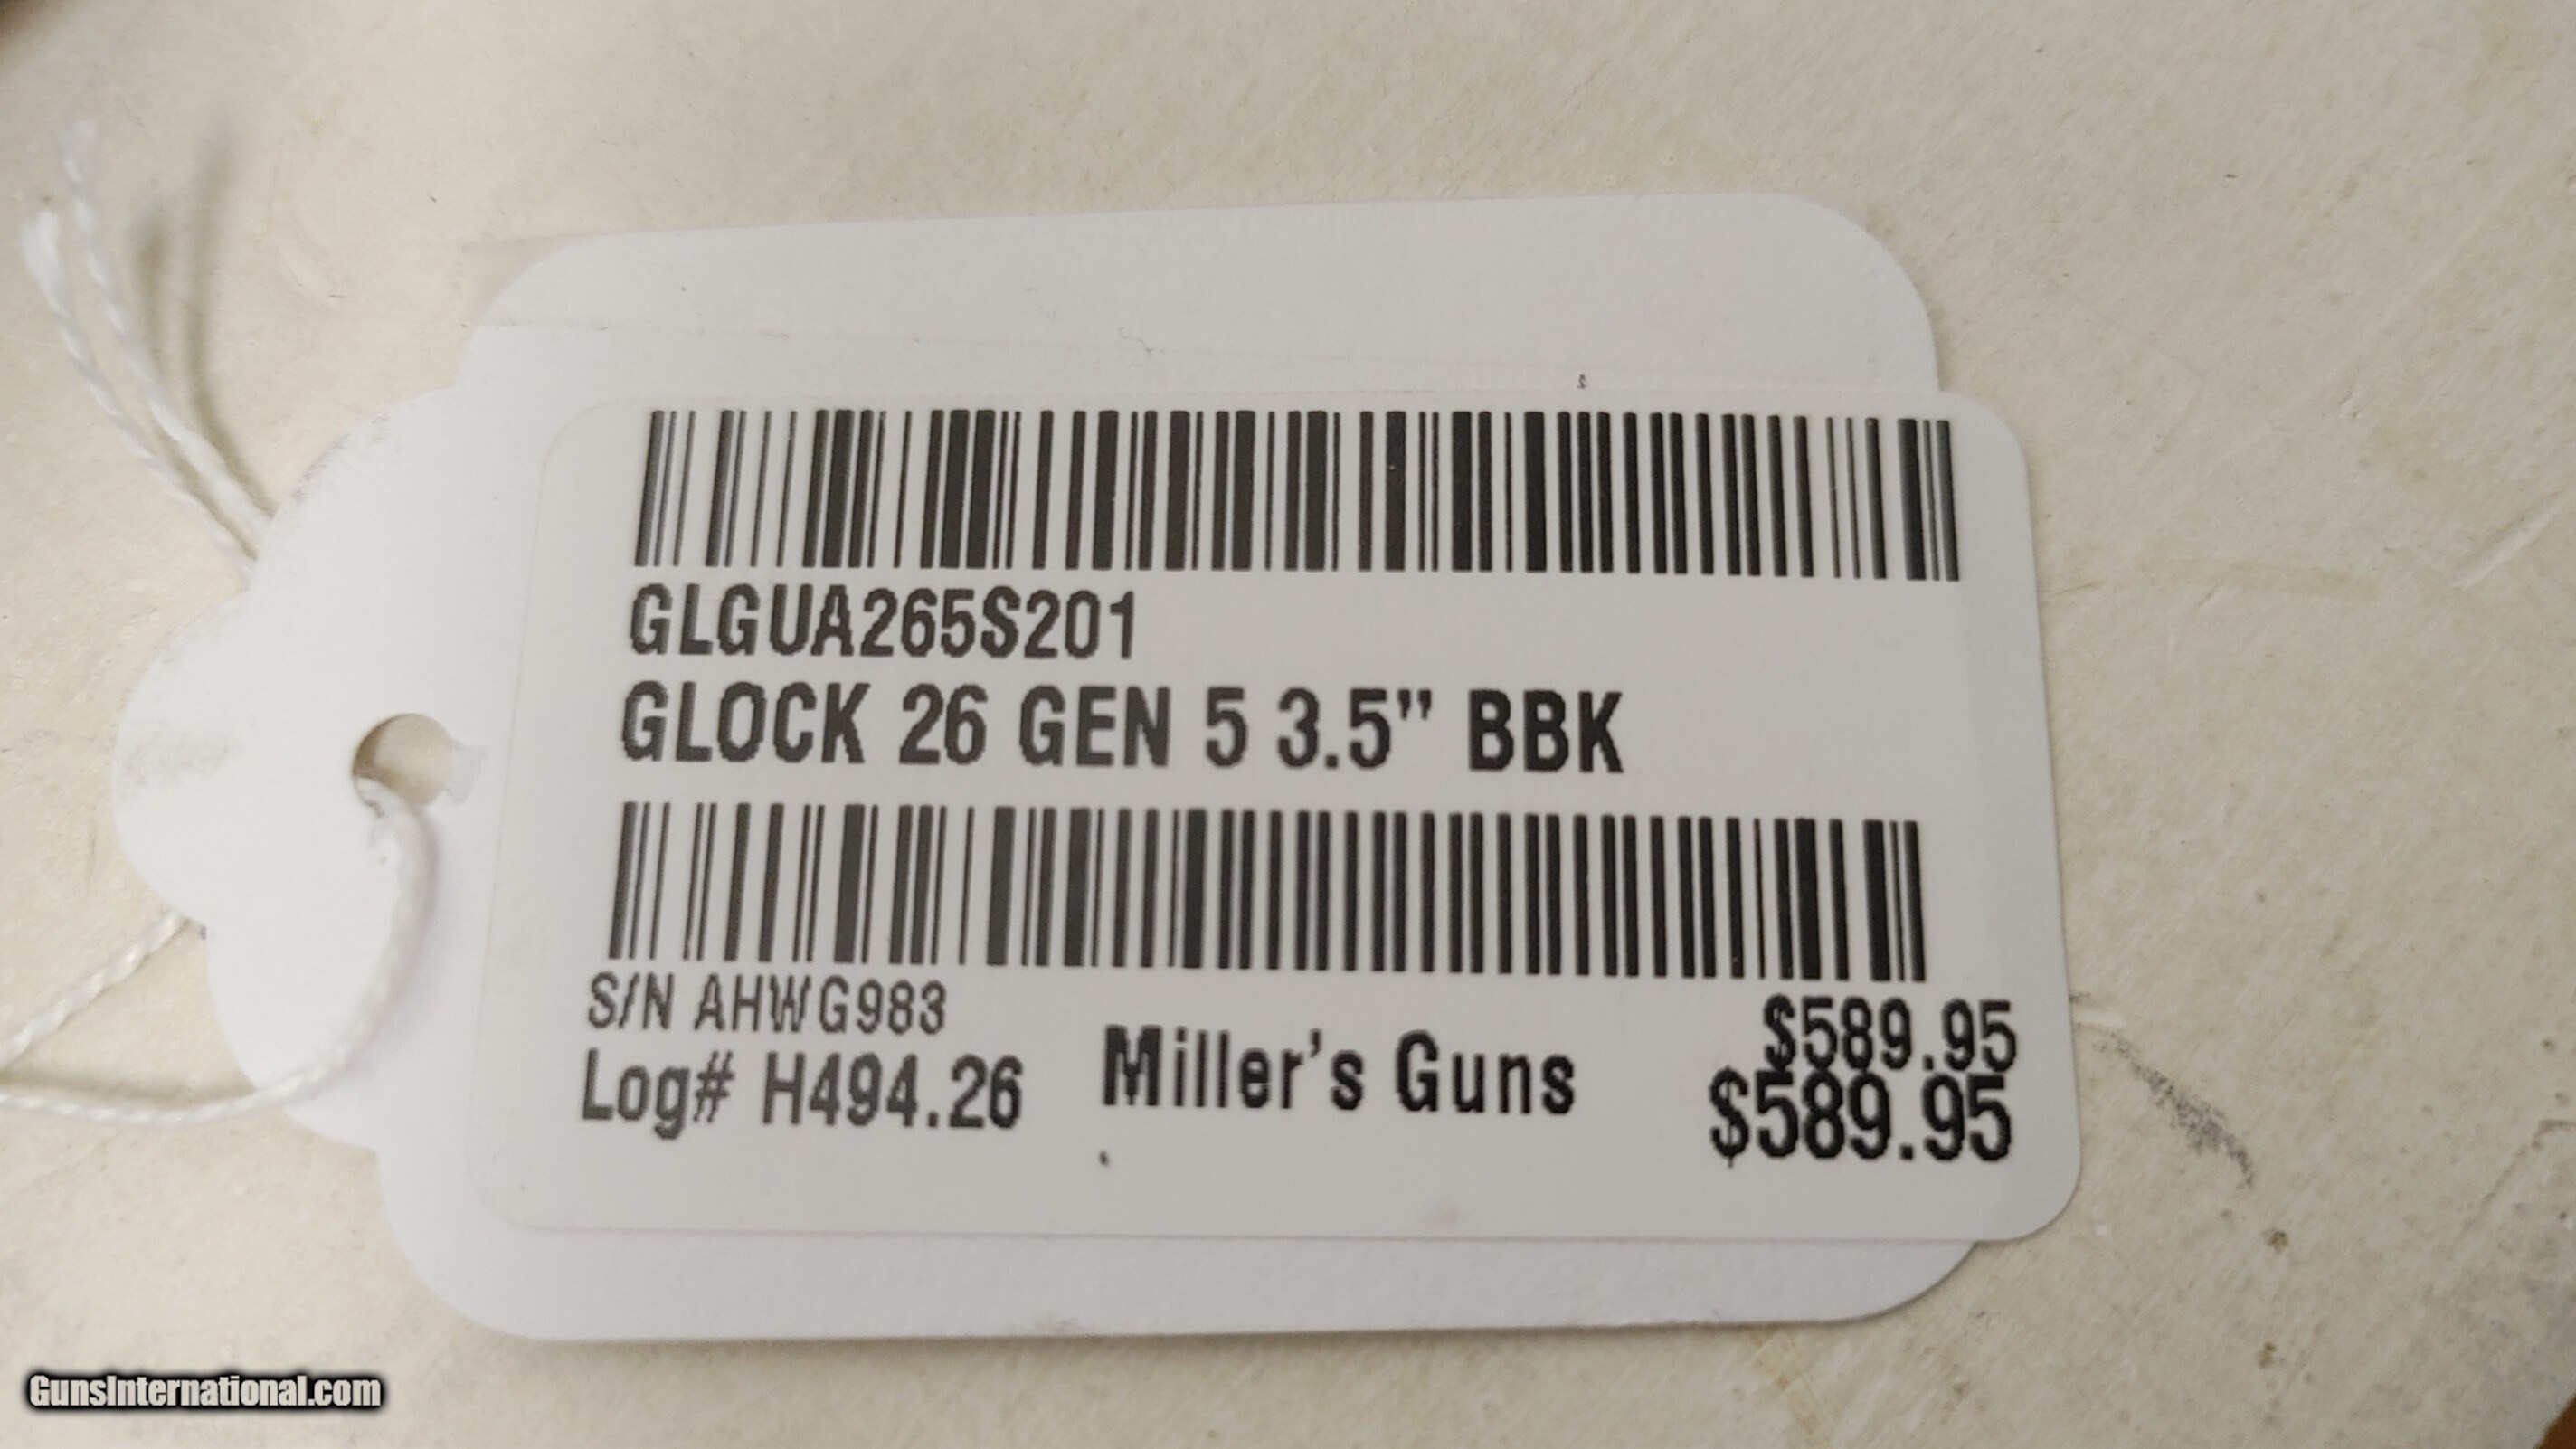 GLGUA265S201
GLOCK 26 GEN 5 3.5" BBK
S/N AHWG983
$589.95
Log# H494.26
Miller's Guns
$589.95
GunsInternational.com